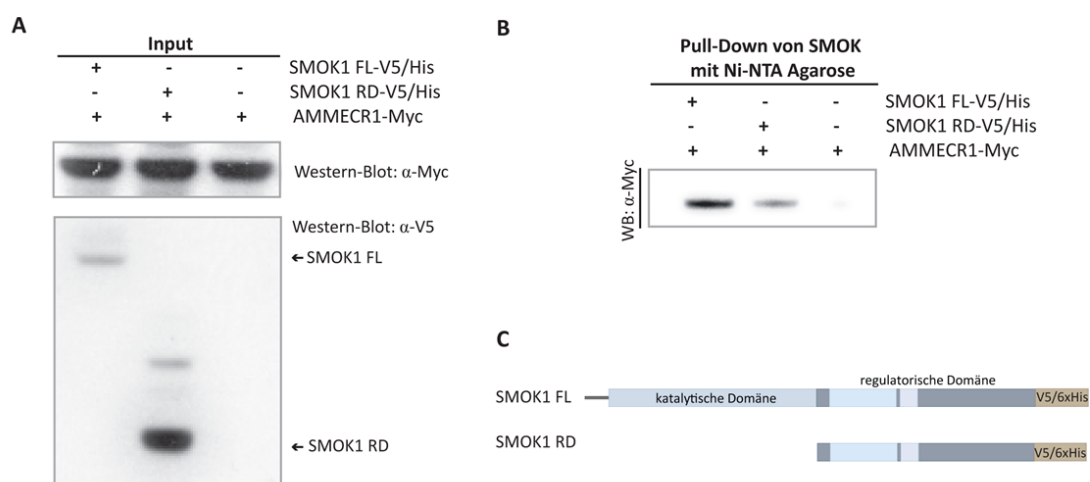 A
Input
+ - - SMOK1 FL-V5/His
- + - SMOK1 RD-V5/His
+ + + AMMECR1-Myc
Western-Blot: α-Myc
Western-Blot: α-V5
←SMOK1 FL
←SMOK1 RD
B
Pull-Down von SMOK
mit Ni-NTA Agarose
+ - - SMOK1 FL-V5/His
- + - SMOK1 RD-V5/His
+ + + AMMECR1-Myc
WB: α-Myc
C
regulatorische Domäne
SMOK1 FL katalytische Domäne V5/6xHis
SMOK1 RD V5/6xHis